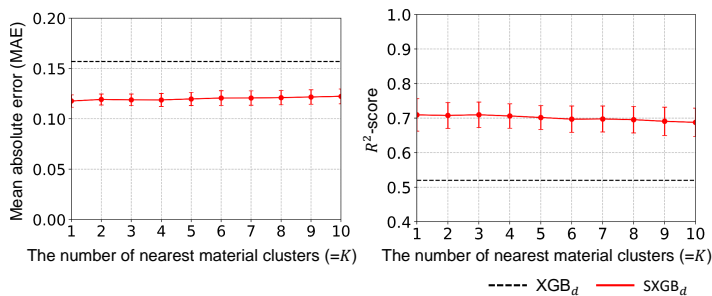 Mean absolute error (MAE)
0.20
0.15
0.10
0.05
0.00
1 2 3 4 5 6 7 8 9 10
The number of nearest material clusters (=K)
R²-score
1.0
0.9
0.8
0.7
0.6
0.5
0.4
1 2 3 4 5 6 7 8 9 10
The number of nearest material clusters (=K)
XGB_d SXGB_d